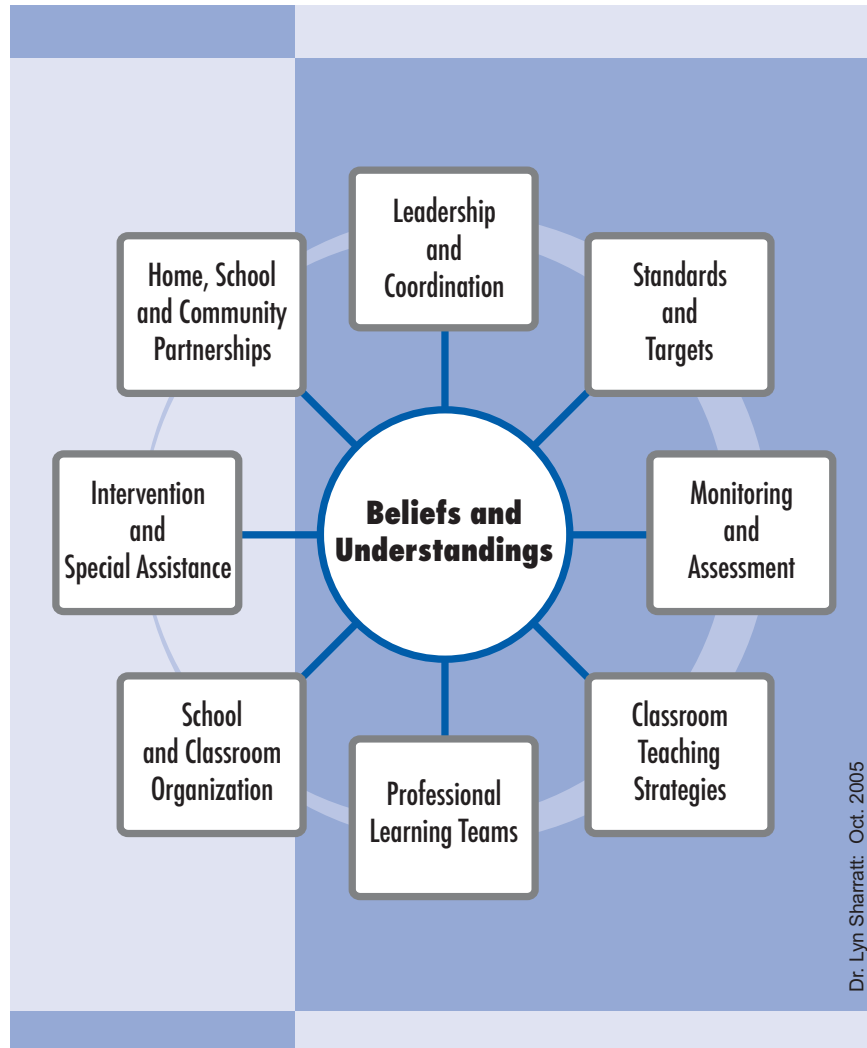 Leadership
and
Coordination
Standards
and
Targets
Monitoring
and
Assessment
Classroom
Teaching
Strategies
Professional
Learning Teams
School
and Classroom
Organization
Intervention
and
Special Assistance
Home, School
and Community
Partnerships
Beliefs and
Understandings
Dr. Lyn Sharratt: Oct. 2005